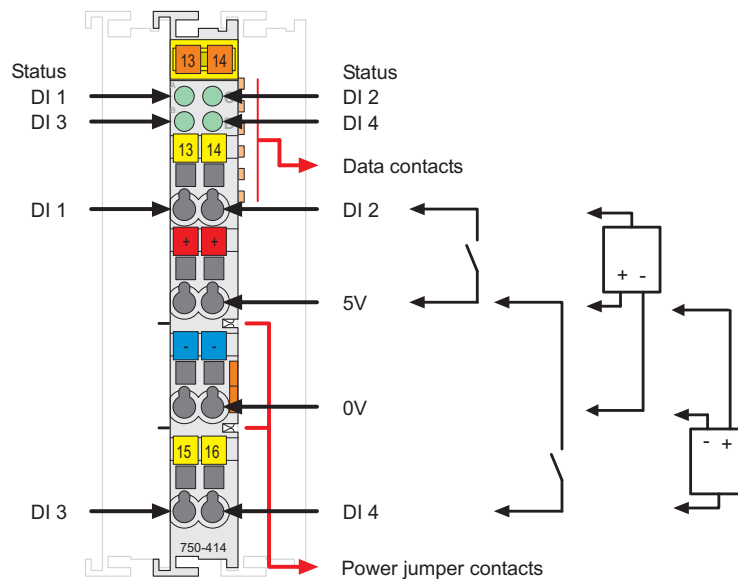 13 14
Status
Status
A
C
DI 1
DI 2
B
D
DI 3
DI 4
13 14
Data contacts
DI 1
DI 2
+ +
+ -
5V
- -
0V
- +
15 16
DI 3
DI 4
750-414
Power jumper contacts